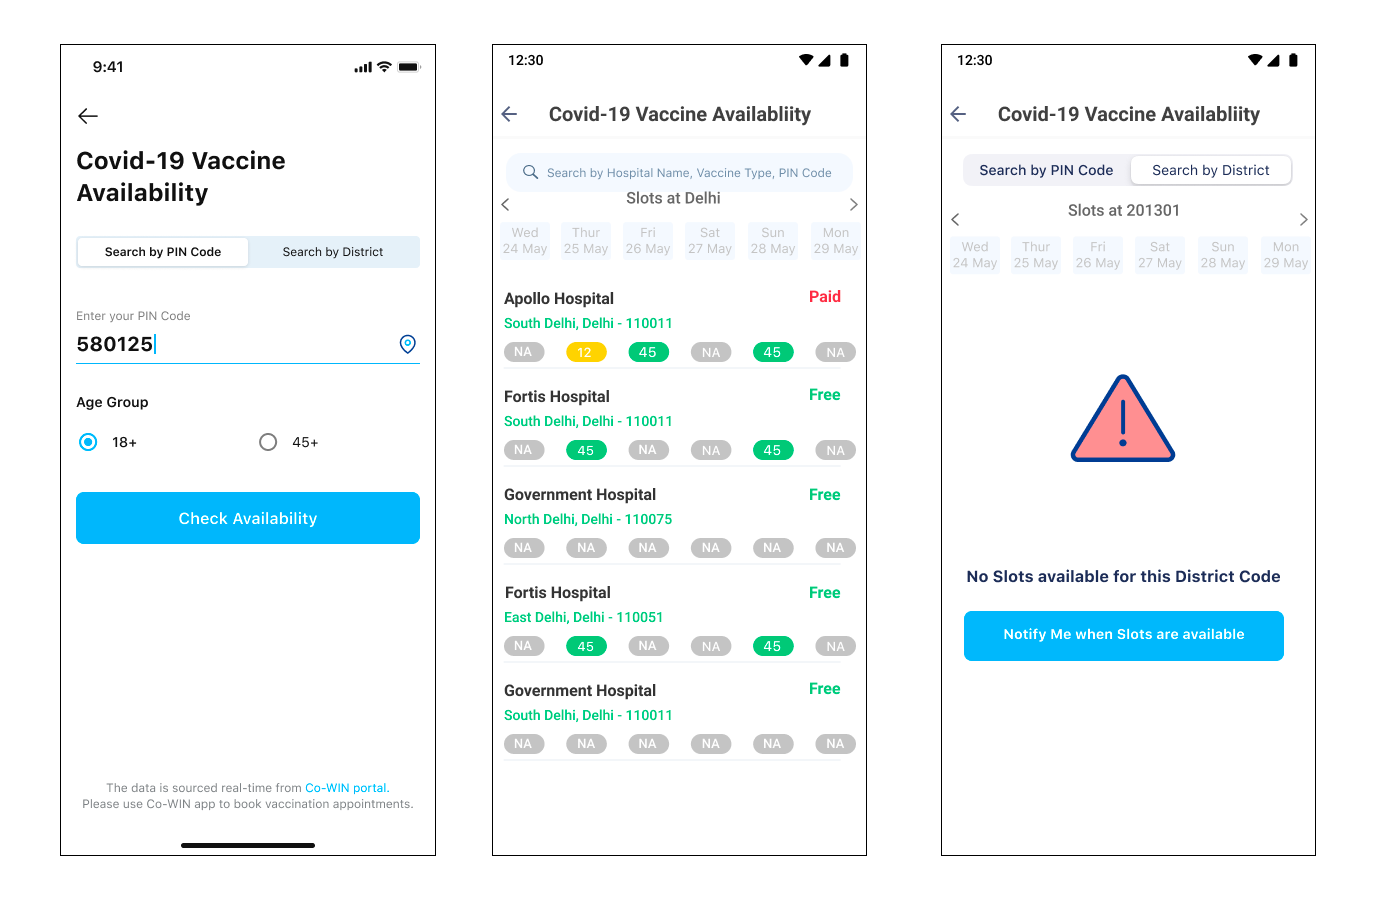 9:41
Covid-19 Vaccine
Availability
Search by PIN Code Search by District
Enter your PIN Code
580125
Age Group
18+ 45+
Check Availability
The data is sourced real-time from Co-WIN portal.
Please use Co-WIN app to book vaccination appointments.
12:30
Covid-19 Vaccine Availabliity
Search by Hospital Name, Vaccine Type, PIN Code
Slots at Delhi
Wed Thur Fri Sat Sun Mon
24 May 25 May 26 May 27 May 28 May 29 May
Apollo Hospital Paid
South Delhi, Delhi - 110011
NA 12 45 NA 45 NA
Fortis Hospital Free
South Delhi, Delhi - 110011
NA 45 NA NA 45 NA
Government Hospital Free
North Delhi, Delhi - 110075
NA NA NA NA NA NA
Fortis Hospital Free
East Delhi, Delhi - 110051
NA 45 NA NA 45 NA
Government Hospital Free
South Delhi, Delhi - 110011
NA NA NA NA NA NA
12:30
Covid-19 Vaccine Availabliity
Search by PIN Code Search by District
Slots at 201301
Wed Thur Fri Sat Sun Mon
24 May 25 May 26 May 27 May 28 May 29 May
No Slots available for this District Code
Notify Me when Slots are available